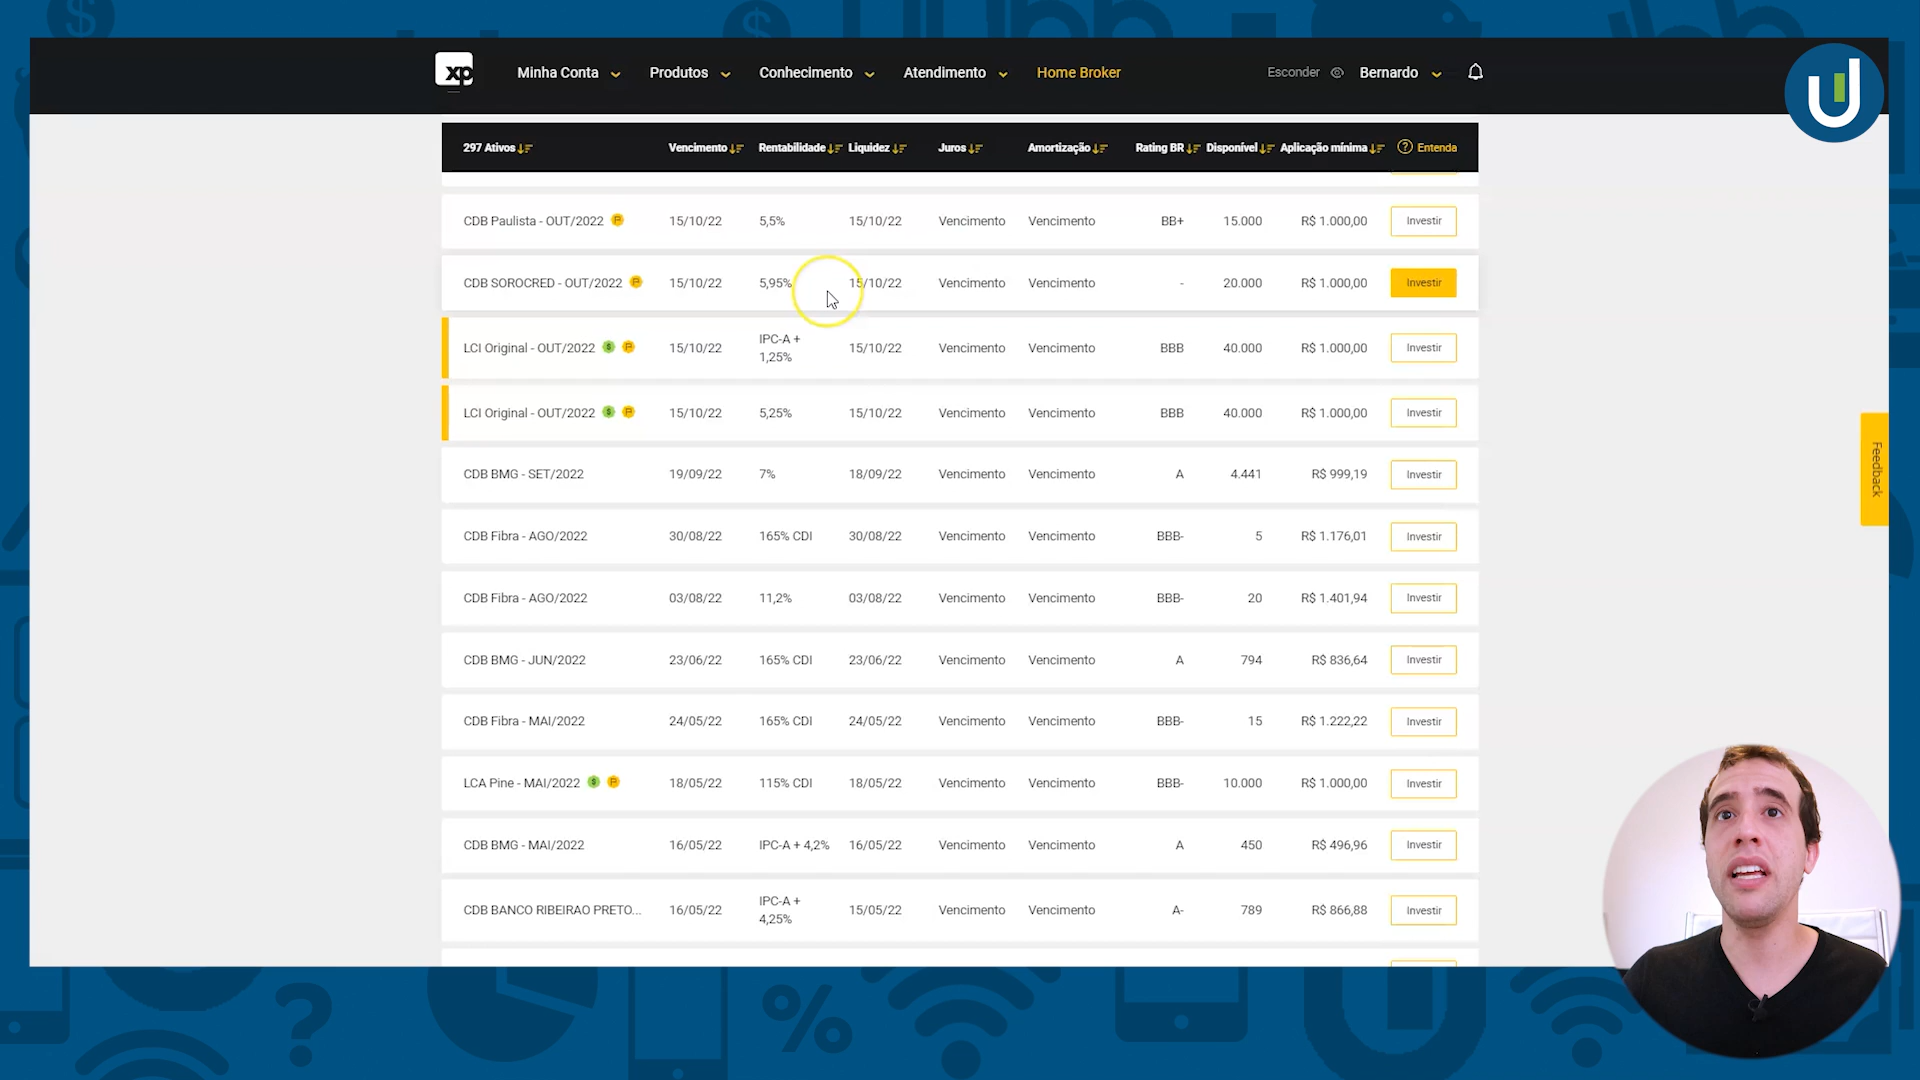 xp Minha Conta Produtos Conhecimento Atendimento Home Broker Esconder Bernardo
297 Ativos Vencimento Rentabilidade Liquidez Juros Amortização Rating BR Disponível Aplicação mínima ? Entenda
CDB Paulista - OUT/2022 P 15/10/22 5,5% 15/10/22 Vencimento Vencimento BB+ 15.000 R$ 1.000,00 Investir
CDB SOROCRED - OUT/2022 P 15/10/22 5,95% 15/10/22 Vencimento Vencimento - 20.000 R$ 1.000,00 Investir
LCI Original - OUT/2022 $ P 15/10/22 IPC-A + 1,25% 15/10/22 Vencimento Vencimento BBB 40.000 R$ 1.000,00 Investir
LCI Original - OUT/2022 $ P 15/10/22 5,25% 15/10/22 Vencimento Vencimento BBB 40.000 R$ 1.000,00 Investir
CDB BMG - SET/2022 19/09/22 7% 18/09/22 Vencimento Vencimento A 4.441 R$ 999,19 Investir
CDB Fibra - AGO/2022 30/08/22 165% CDI 30/08/22 Vencimento Vencimento BBB- 5 R$ 1.176,01 Investir
CDB Fibra - AGO/2022 03/08/22 11,2% 03/08/22 Vencimento Vencimento BBB- 20 R$ 1.401,94 Investir
CDB BMG - JUN/2022 23/06/22 165% CDI 23/06/22 Vencimento Vencimento A 794 R$ 836,64 Investir
CDB Fibra - MAI/2022 24/05/22 165% CDI 24/05/22 Vencimento Vencimento BBB- 15 R$ 1.222,22 Investir
LCA Pine - MAI/2022 $ P 18/05/22 115% CDI 18/05/22 Vencimento Vencimento BBB- 10.000 R$ 1.000,00 Investir
CDB BMG - MAI/2022 16/05/22 IPC-A + 4,2% 16/05/22 Vencimento Vencimento A 450 R$ 496,96 Investir
CDB BANCO RIBEIRAO PRETO... 16/05/22 IPC-A + 4,25% 15/05/22 Vencimento Vencimento A- 789 R$ 866,88 Investir
Feedback